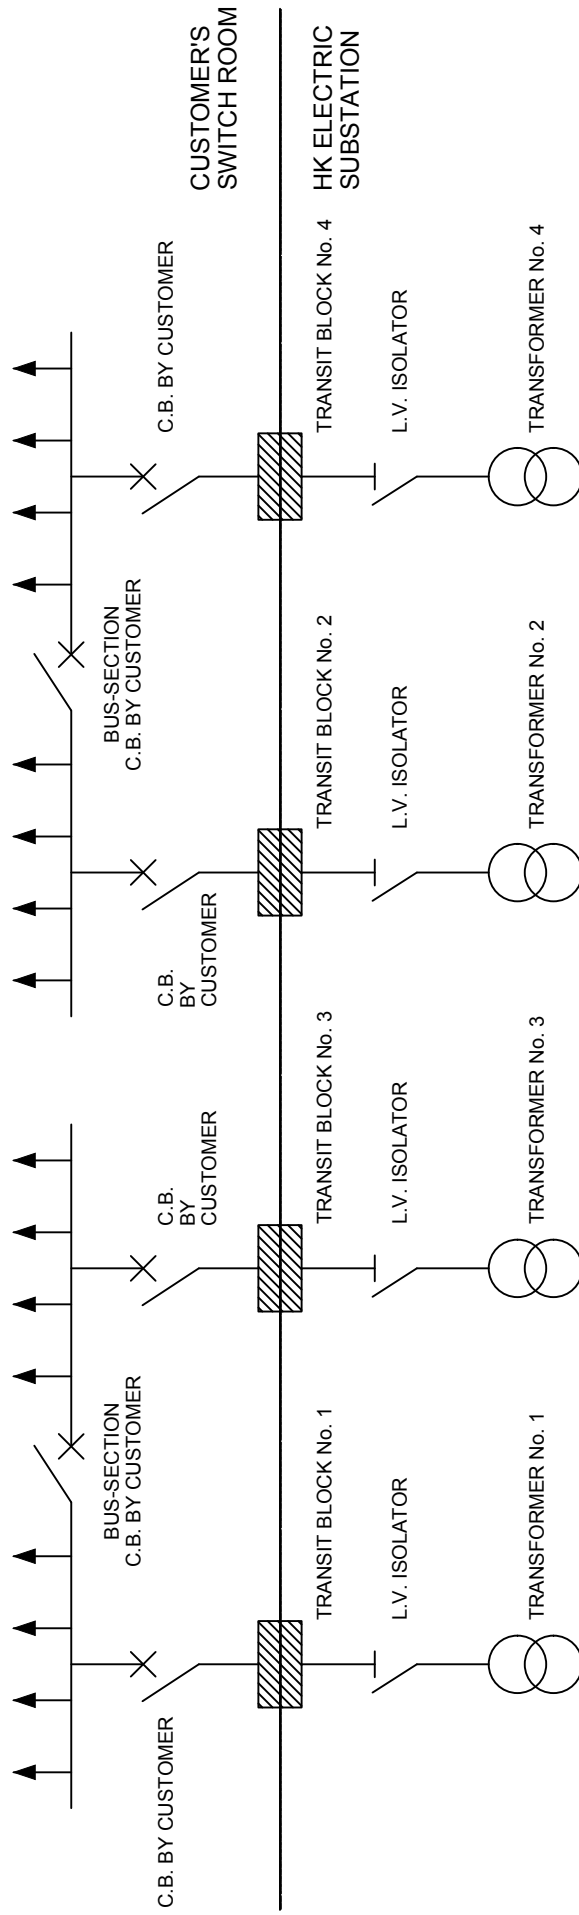 BUS-SECTION
C.B. BY CUSTOMER
BUS-SECTION
C.B. BY CUSTOMER
C.B. BY CUSTOMER
C.B.
BY
CUSTOMER
C.B.
BY
CUSTOMER
C.B. BY CUSTOMER
CUSTOMER'S
SWITCH ROOM
HK ELECTRIC
SUBSTATION
TRANSIT BLOCK No. 1
TRANSIT BLOCK No. 3
TRANSIT BLOCK No. 2
TRANSIT BLOCK No. 4
L.V. ISOLATOR
L.V. ISOLATOR
L.V. ISOLATOR
L.V. ISOLATOR
TRANSFORMER No. 1
TRANSFORMER No. 3
TRANSFORMER No. 2
TRANSFORMER No. 4